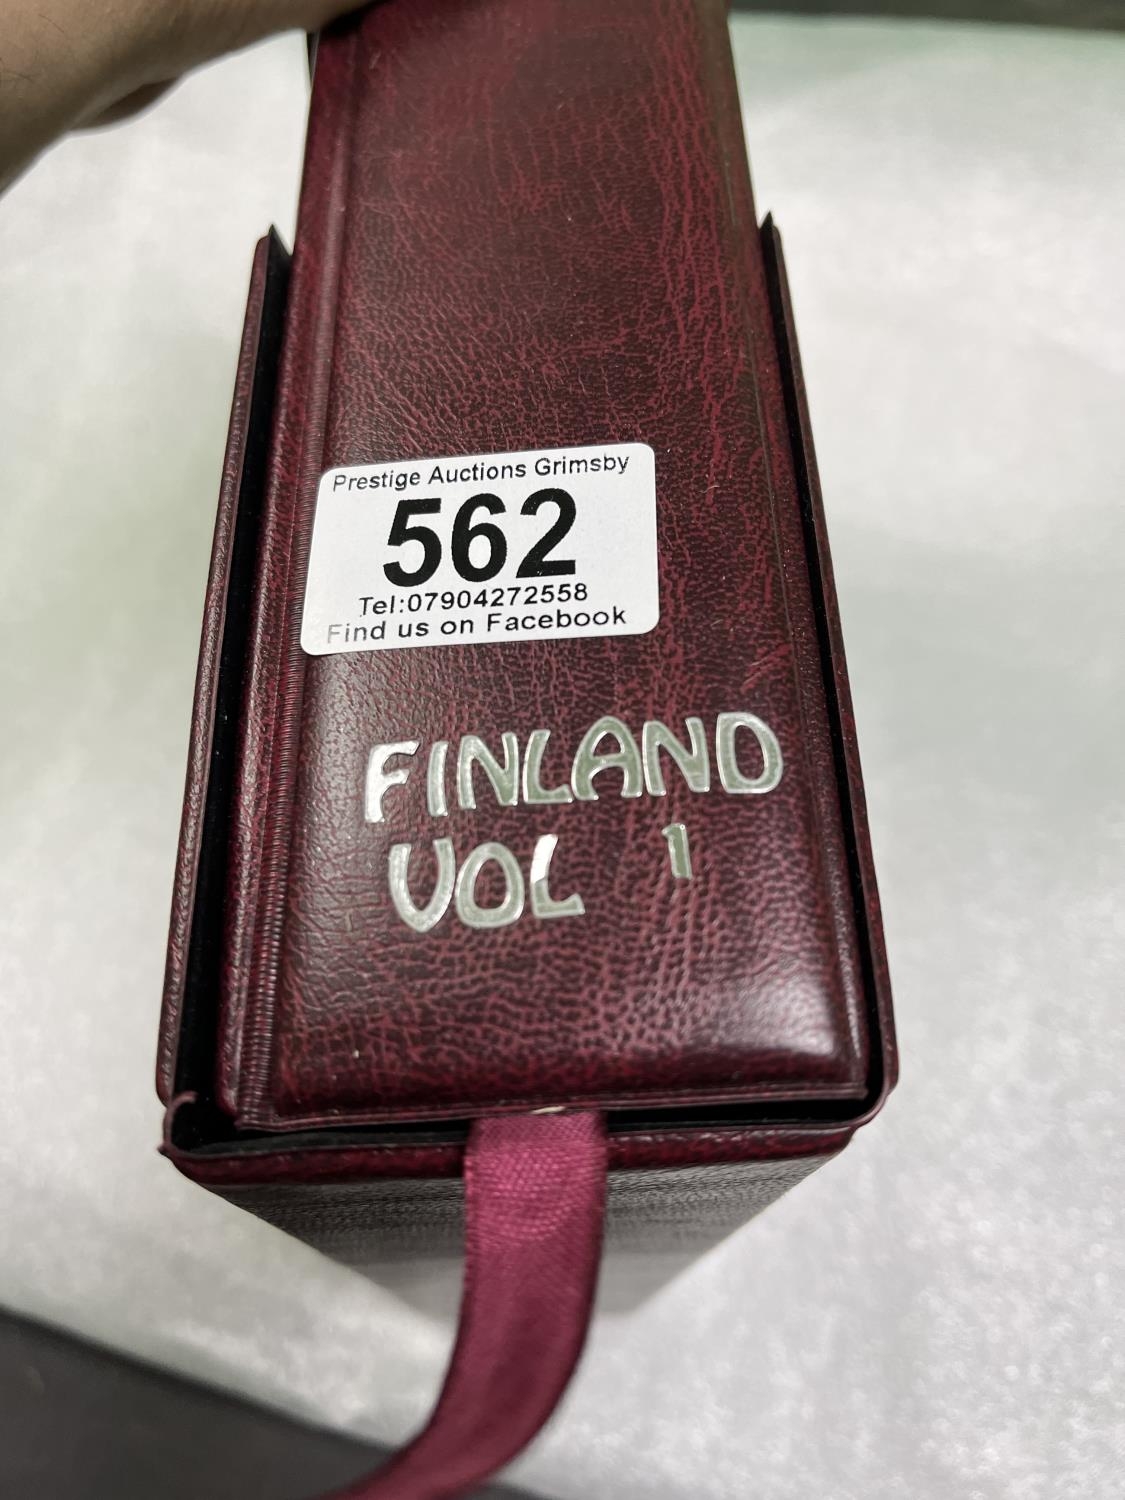 Prestige Auctions Grimsby
562
Tel:07904272558
Find us on Facebook
FINLAND
VOL 1